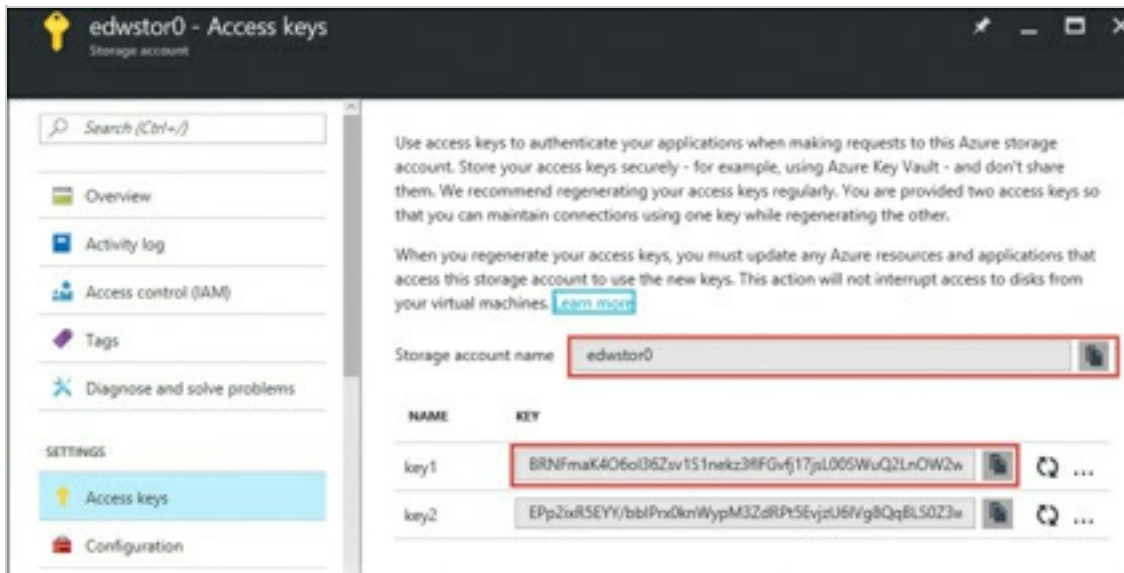 edwstor0 - Access keys
Storage account
Search (Ctrl+/)
Overview
Activity log
Access control (IAM)
Tags
Diagnose and solve problems
SETTINGS
Access keys
Configuration
Use access keys to authenticate your applications when making requests to this Azure storage
account. Store your access keys securely - for example, using Azure Key Vault - and don't share
them. We recommend regenerating your access keys regularly. You are provided two access keys so
that you can maintain connections using one key while regenerating the other.
When you regenerate your access keys, you must update any Azure resources and applications that
access this storage account to use the new keys. This action will not interrupt access to disks from
your virtual machines. Learn more
Storage account name edwstor0
NAME KEY
key1
key2